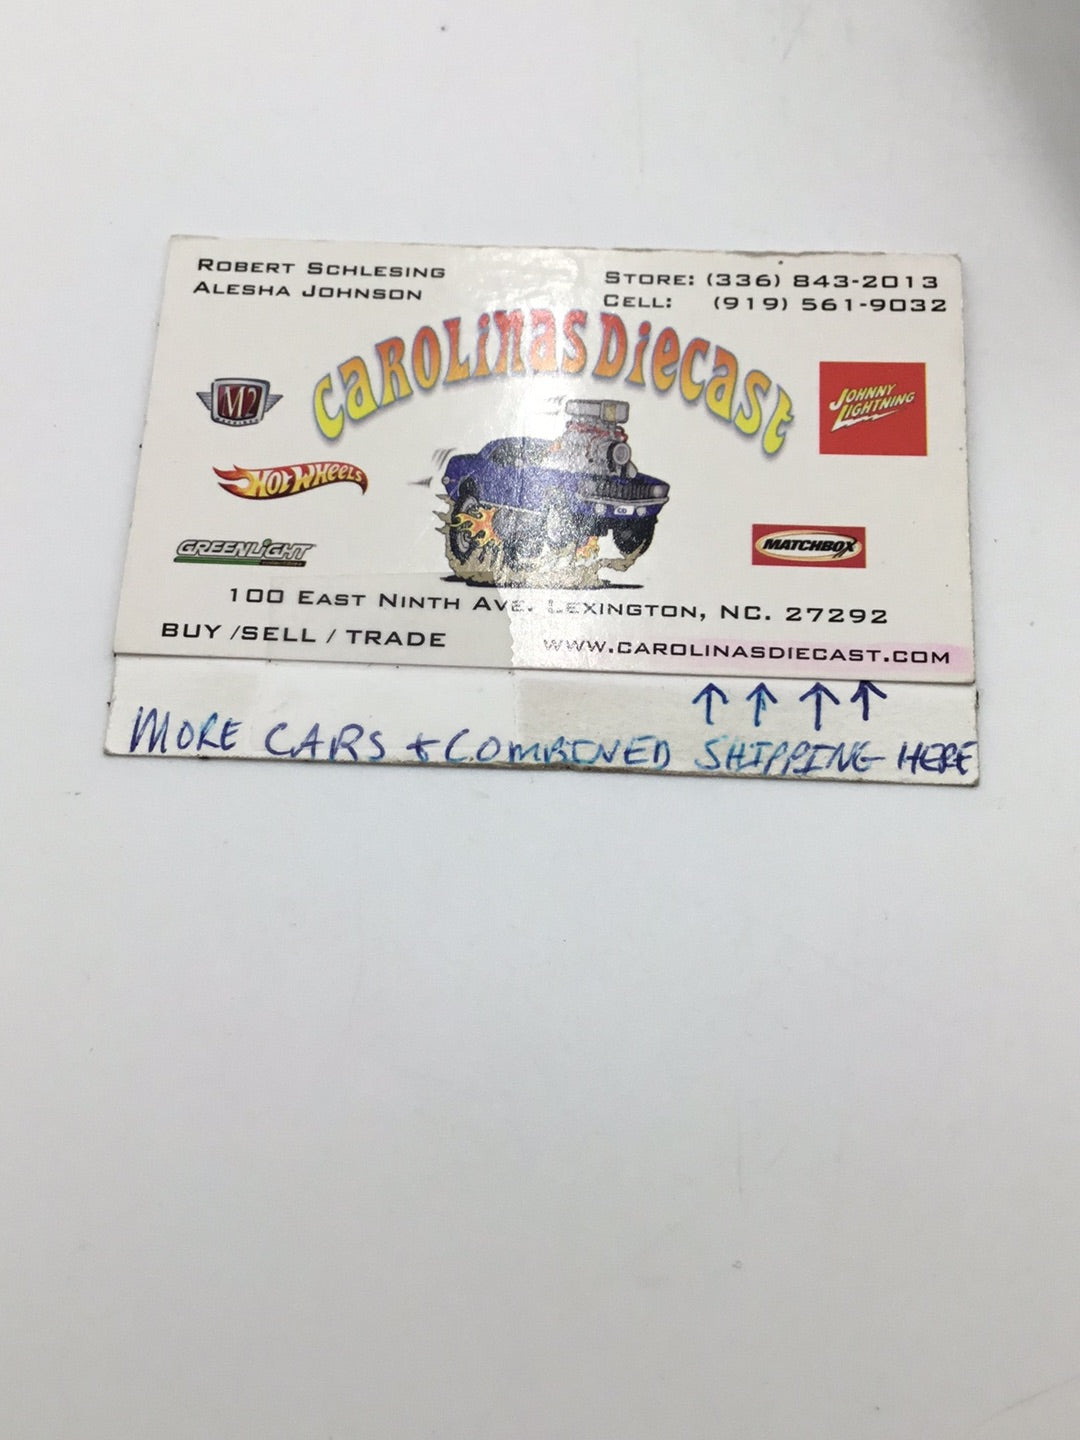 ROBERT SCHLESING
ALESHA JOHNSON
STORE: (336) 843-2013
CELL: (919) 561-9032
CAROLINAS DIECAST
M2
JOHNNY
LIGHTNING
HOT WHEELS
GREENLIGHT
MATCHBOX
100 EAST NINTH AVE. LEXINGTON, NC. 27292
BUY /SELL / TRADE
WWW.CAROLINASDIECAST.COM
↑ ↑ ↑ ↑
MORE CARS & COMBINED SHIPPING HERE